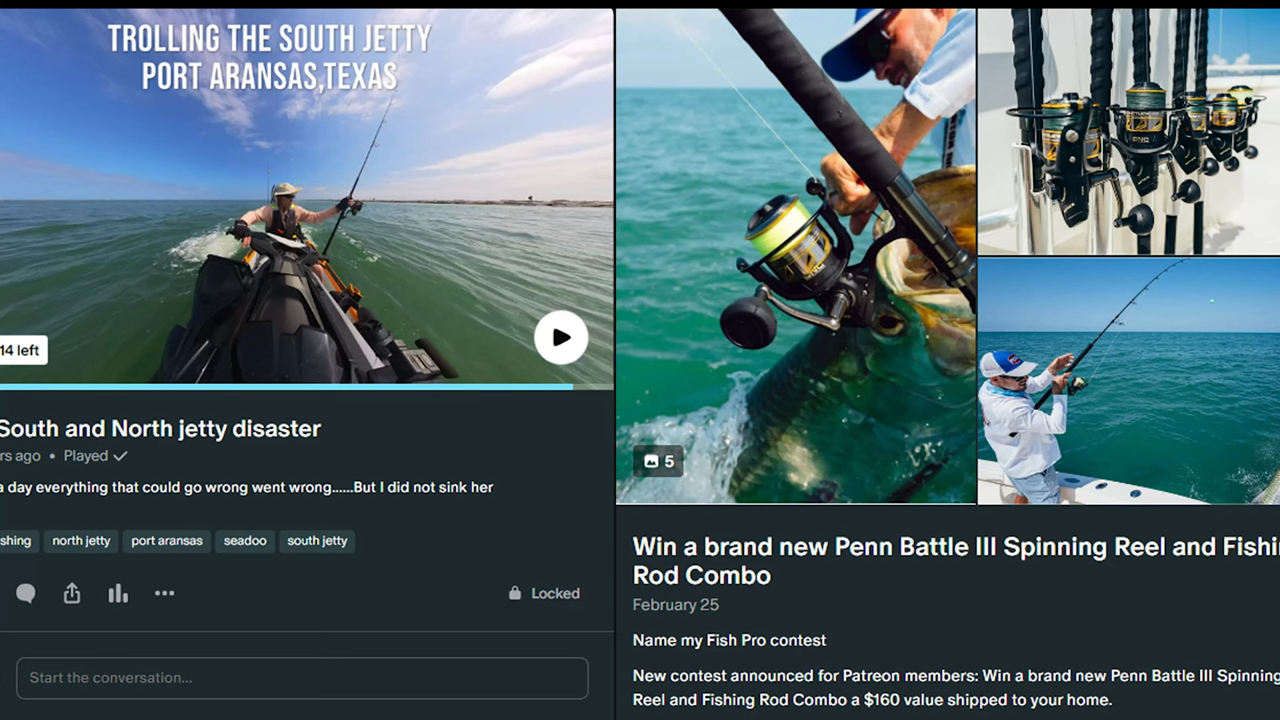 TROLLING THE SOUTH JETTY
PORT ARANSAS,TEXAS
14 left
South and North jetty disaster
rs ago • Played
a day everything that could go wrong went wrong......But I did not sink her
shing
north jetty
port aransas
seadoo
south jetty
Locked
Start the conversation...
5
Win a brand new Penn Battle III Spinning Reel and Fishi
Rod Combo
February 25
Name my Fish Pro contest
New contest announced for Patreon members: Win a brand new Penn Battle III Spinning
Reel and Fishing Rod Combo a $160 value shipped to your home.